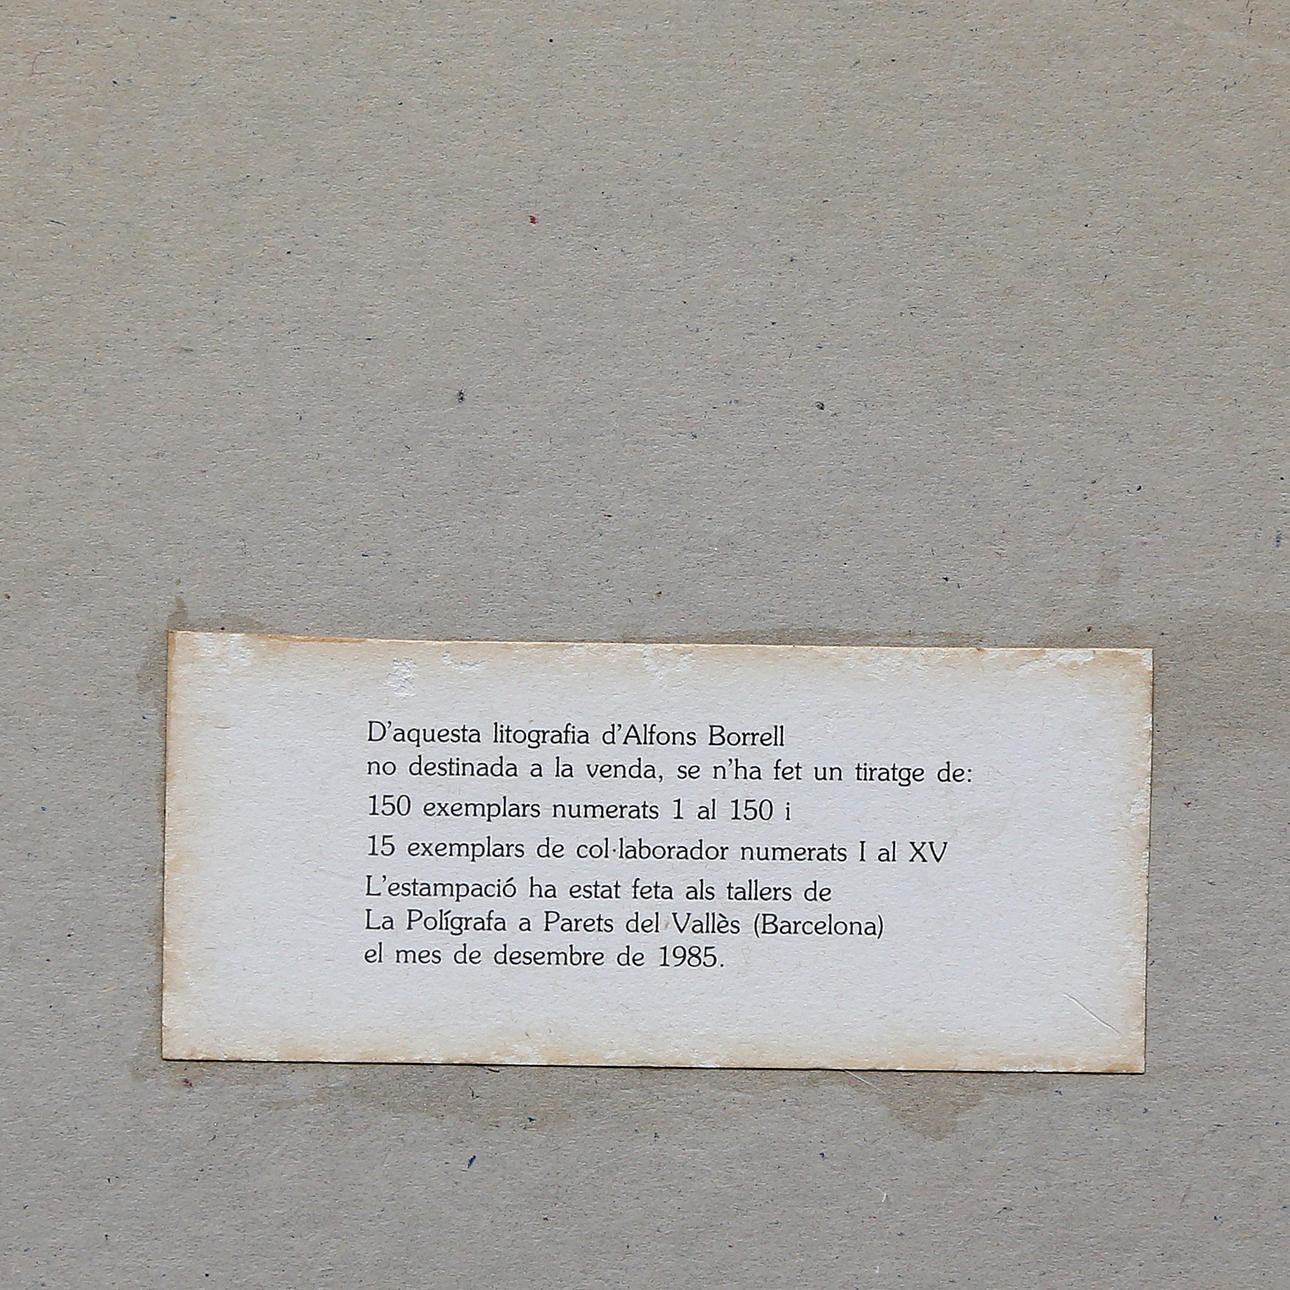 D'aquesta litografia d'Alfons Borrell
no destinada a la venda, se n'ha fet un tiratge de:
150 exemplars numerats 1 al 150 i
15 exemplars de col·laborador numerats I al XV
L'estampació ha estat feta als tallers de
La Polígrafa a Parets del Vallès (Barcelona)
el mes de desembre de 1985.